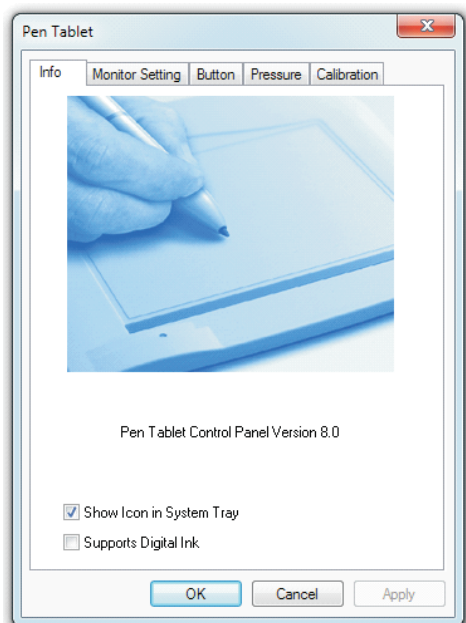 Pen Tablet
Info Monitor Setting Button Pressure Calibration
Pen Tablet Control Panel Version 8.0
Show Icon in System Tray
Supports Digital Ink
OK Cancel Apply